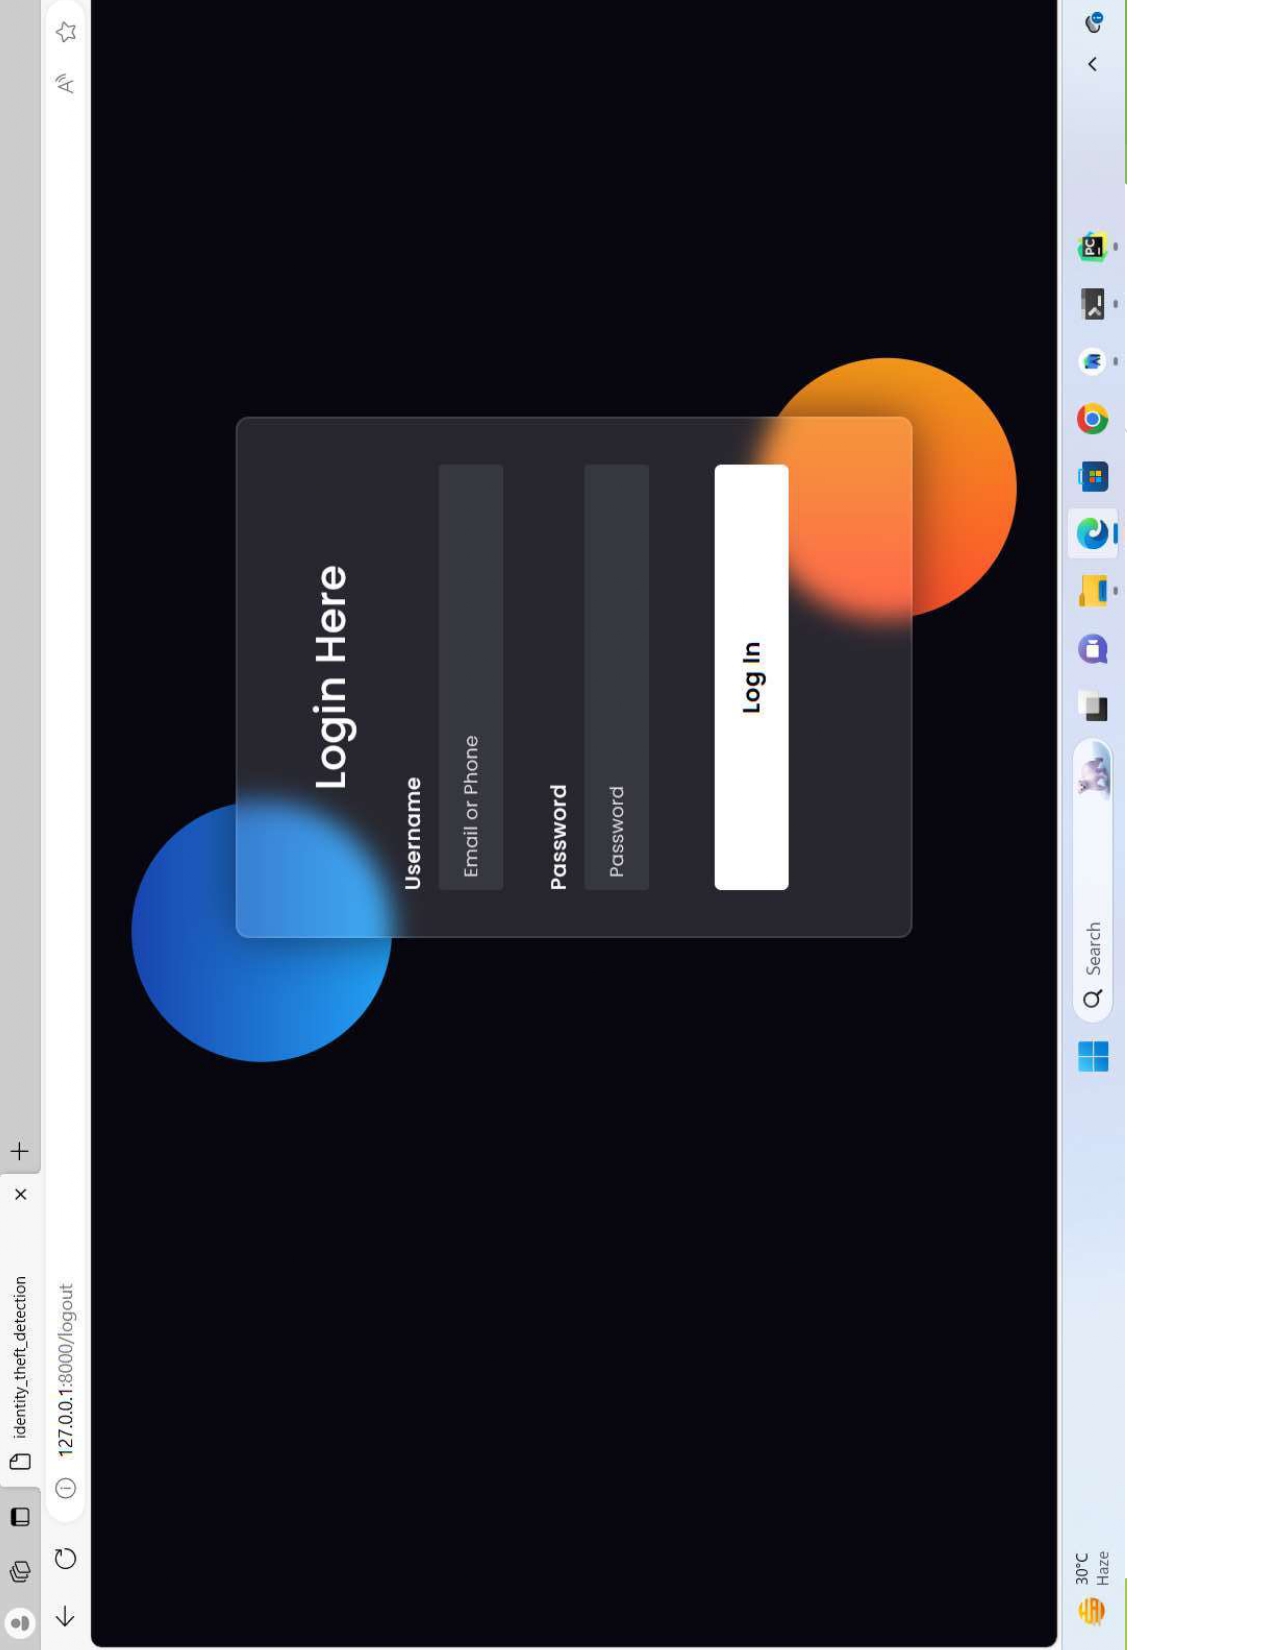 identity_theft_detection
127.0.0.1:8000/logout
Login Here
Username
Email or Phone
Password
Password
Log In
30°C
Haze
Search
PC